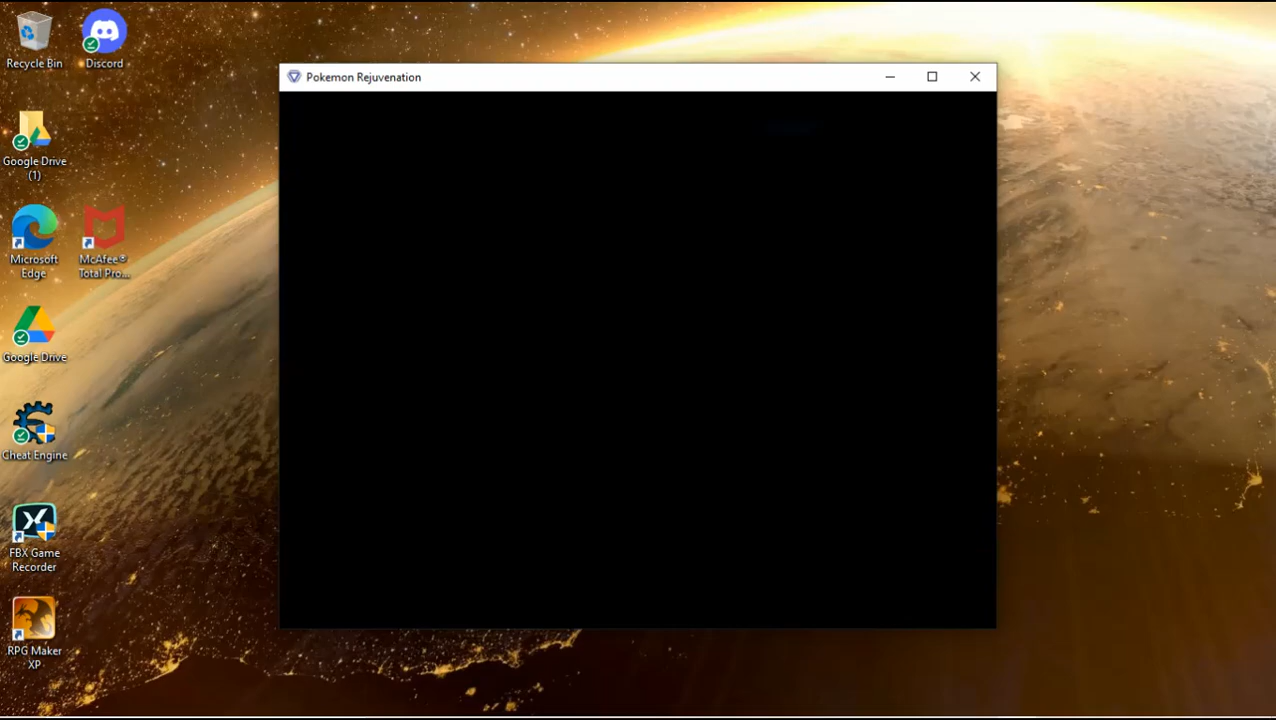 Recycle Bin
Discord
Pokemon Rejuvenation
Google Drive
(1)
Microsoft
Edge
McAfee®
Total Pro...
Google Drive
Cheat Engine
FBX Game
Recorder
RPG Maker
XP